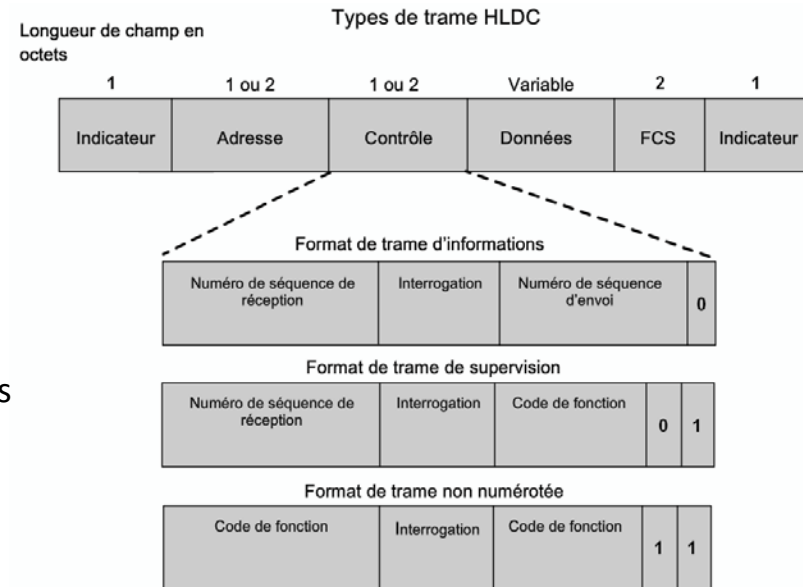 Types de trame HLDC
Longueur de champ en
octets
1 1 ou 2 1 ou 2 Variable 2 1
Indicateur Adresse Contrôle Données FCS Indicateur
Format de trame d'informations
Numéro de séquence de
réception
Interrogation
Numéro de séquence
d'envoi
0
Format de trame de supervision
s
Numéro de séquence de
réception
Interrogation
Code de fonction
0 1
Format de trame non numérotée
Code de fonction Interrogation Code de fonction
1 1